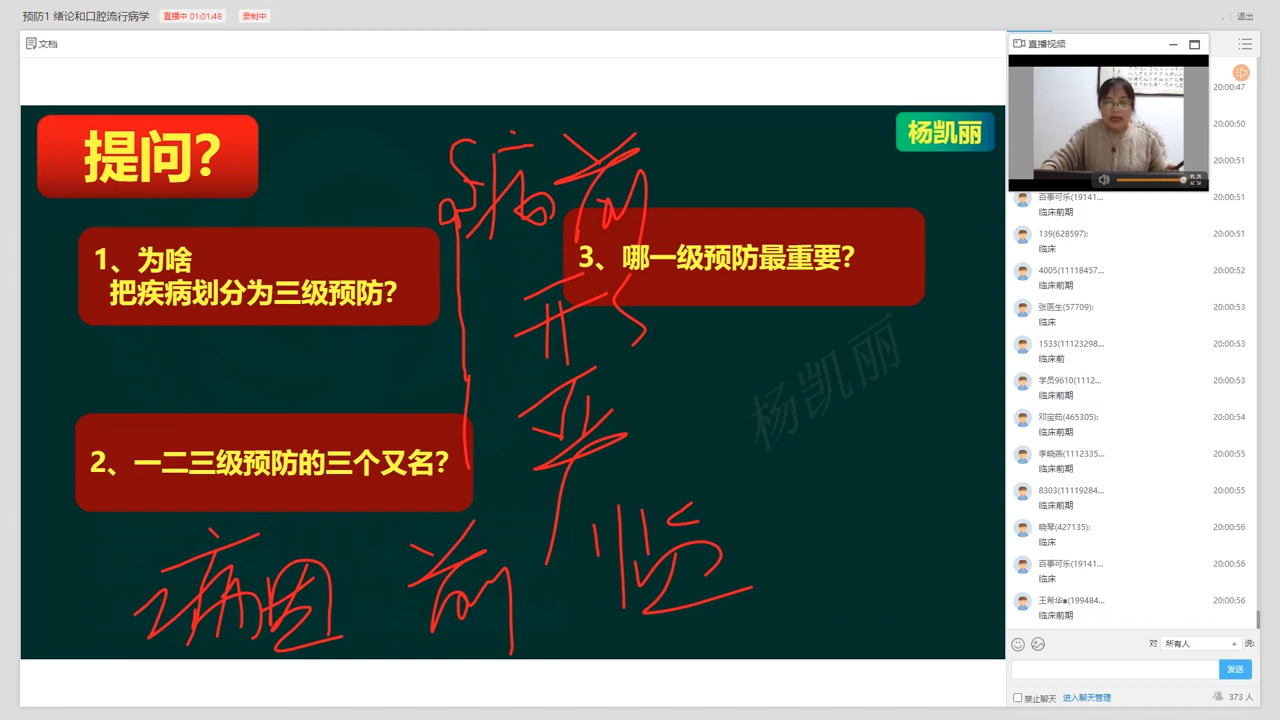 预防1 绪论和口腔流行病学 直播中 01:01:48 录制中
退出
文档
直播视频
提问?
杨凯丽
1、为啥
把疾病划分为三级预防?
3、哪一级预防最重要?
2、一二三级预防的三个又名?
病前
病因 前 临
杨凯丽
20:00:47
20:00:50
20:00:51
百事可乐(19141... 20:00:51
临床前期
139(628597): 20:00:51
临床
4005(11118457... 20:00:52
临床前期
张医生(57709): 20:00:53
临床
1533(11123298... 20:00:53
临床前
学员9610(1112... 20:00:53
临床前期
邓宝茹(465305): 20:00:54
临床前期
李晓燕(1112335... 20:00:55
临床前期
8303(11119284... 20:00:55
临床前期
晓琴(427135): 20:00:56
临床
百事可乐(19141... 20:00:56
临床
王希华■(199484... 20:00:56
临床前期
对 所有人 说:
发送
禁止聊天 进入聊天管理 373 人